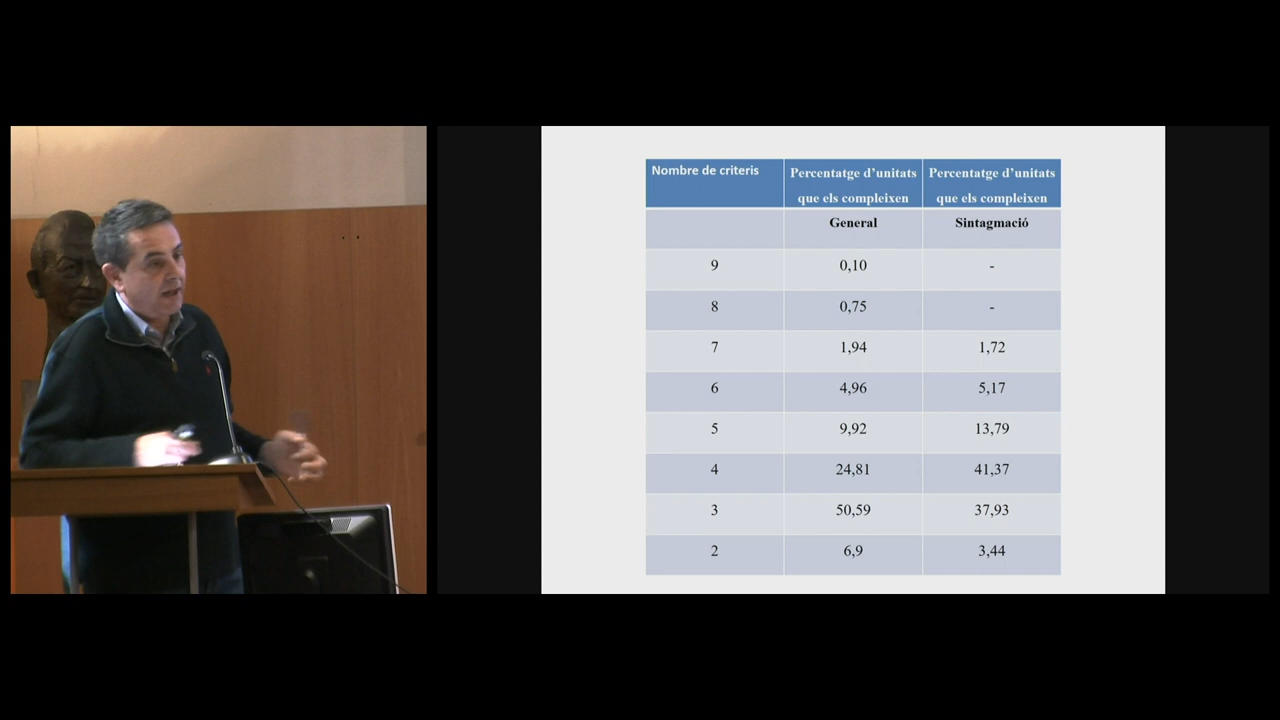 Nombre de criteris
Percentatge d'unitats
que els compleixen
Percentatge d'unitats
que els compleixen
General
Sintagmació
9 0,10 -
8 0,75 -
7 1,94 1,72
6 4,96 5,17
5 9,92 13,79
4 24,81 41,37
3 50,59 37,93
2 6,9 3,44